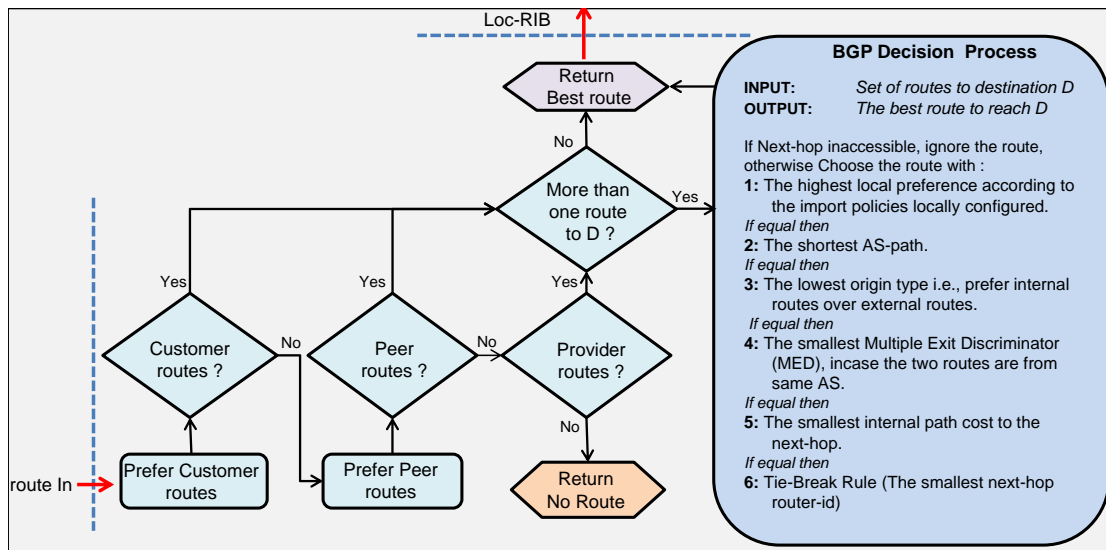 Loc-RIB
Return
Best route
No
More than
one route
to D ?
Yes
Yes
Yes
Yes
Customer
routes ?
No
Peer
routes ?
No
Provider
routes ?
No
route In
Prefer Customer
routes
Prefer Peer
routes
Return
No Route
BGP Decision Process
INPUT: Set of routes to destination D
OUTPUT: The best route to reach D
If Next-hop inaccessible, ignore the route,
otherwise Choose the route with :
1: The highest local preference according to
the import policies locally configured.
If equal then
2: The shortest AS-path.
If equal then
3: The lowest origin type i.e., prefer internal
routes over external routes.
If equal then
4: The smallest Multiple Exit Discriminator
(MED), incase the two routes are from
same AS.
If equal then
5: The smallest internal path cost to the
next-hop.
If equal then
6: Tie-Break Rule (The smallest next-hop
router-id)